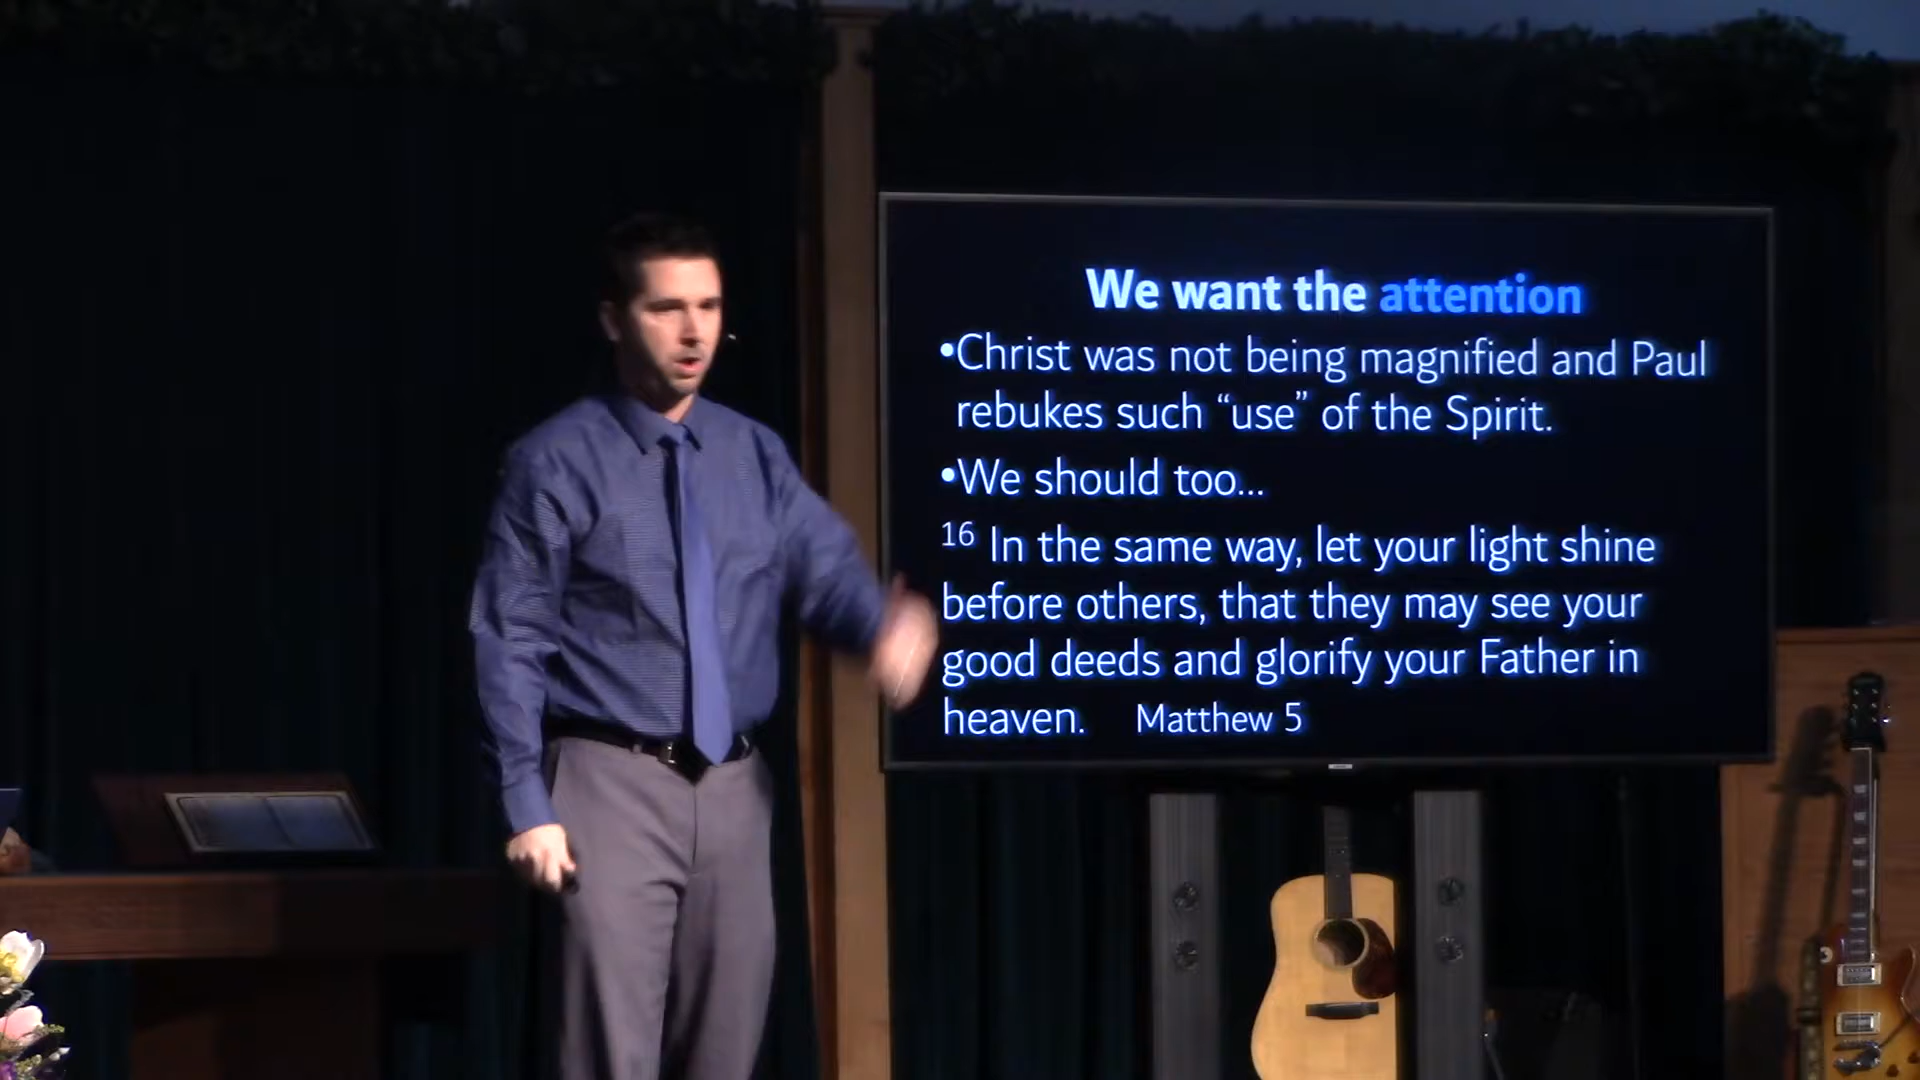 We want the attention
•Christ was not being magnified and Paul
rebukes such “use” of the Spirit.
•We should too...
16 In the same way, let your light shine
before others, that they may see your
good deeds and glorify your Father in
heaven. Matthew 5